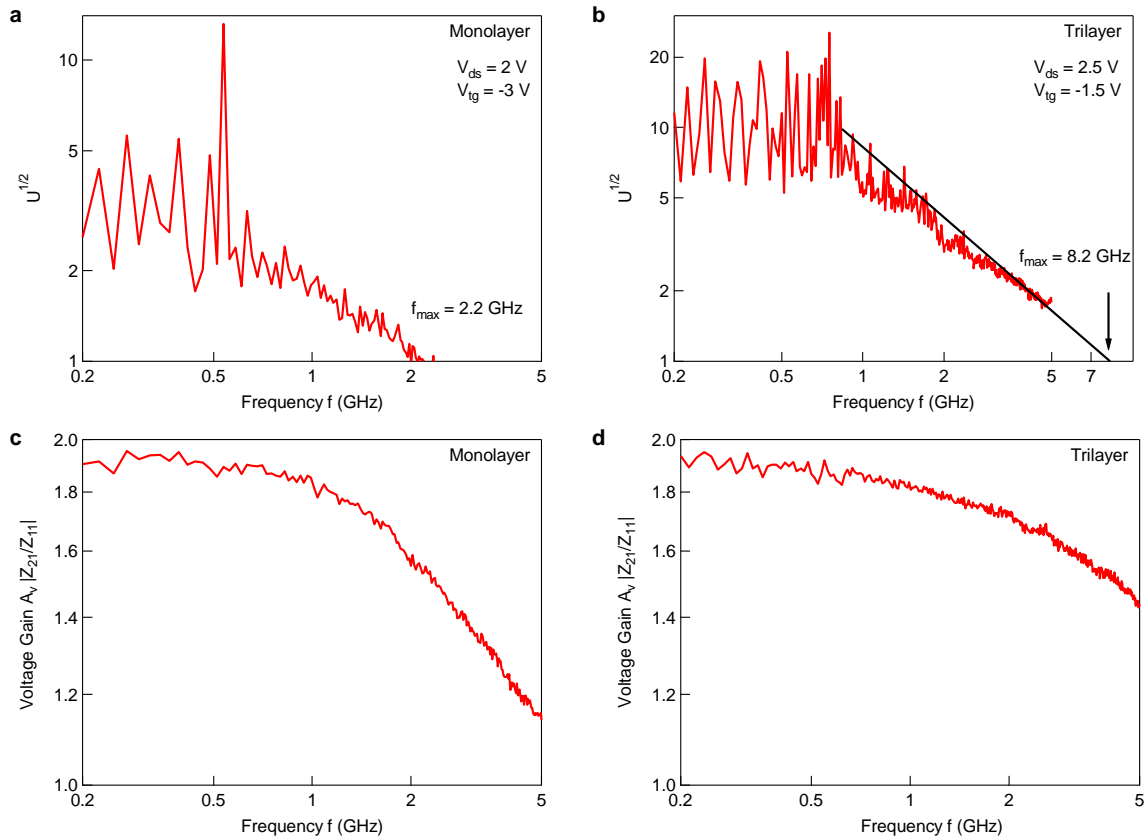 a
Monolayer
V_ds = 2 V
V_tg = -3 V
10
5
2
1
U^1/2
f_max = 2.2 GHz
0.2
0.5
1
2
5
Frequency f (GHz)
b
Trilayer
V_ds = 2.5 V
V_tg = -1.5 V
20
10
5
2
1
U^1/2
f_max = 8.2 GHz
0.2
0.5
1
2
5
7
Frequency f (GHz)
c
Monolayer
2.0
1.8
1.6
1.4
1.2
1.0
Voltage Gain A_v |Z_21/Z_11|
0.2
0.5
1
2
5
Frequency f (GHz)
d
Trilayer
2.0
1.8
1.6
1.4
1.2
1.0
Voltage Gain A_v |Z_21/Z_11|
0.2
0.5
1
2
5
Frequency f (GHz)